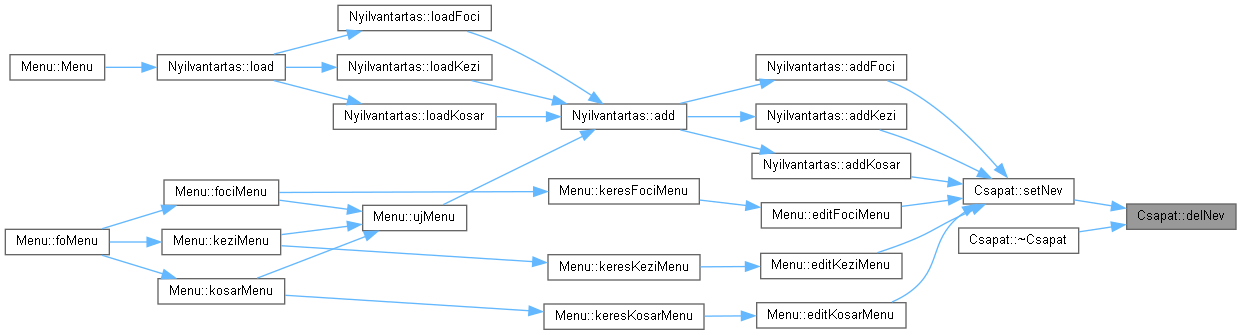 Nyilvantartas::loadFoci
Menu::Menu
Nyilvantartas::load
Nyilvantartas::loadKezi
Nyilvantartas::addFoci
Nyilvantartas::loadKosar
Nyilvantartas::add
Nyilvantartas::addKezi
Nyilvantartas::addKosar
Menu::fociMenu
Menu::keresFociMenu
Csapat::setNev
Menu::ujMenu
Menu::editFociMenu
Csapat::delNev
Menu::foMenu
Menu::keziMenu
Csapat::~Csapat
Menu::keresKeziMenu
Menu::editKeziMenu
Menu::kosarMenu
Menu::keresKosarMenu
Menu::editKosarMenu